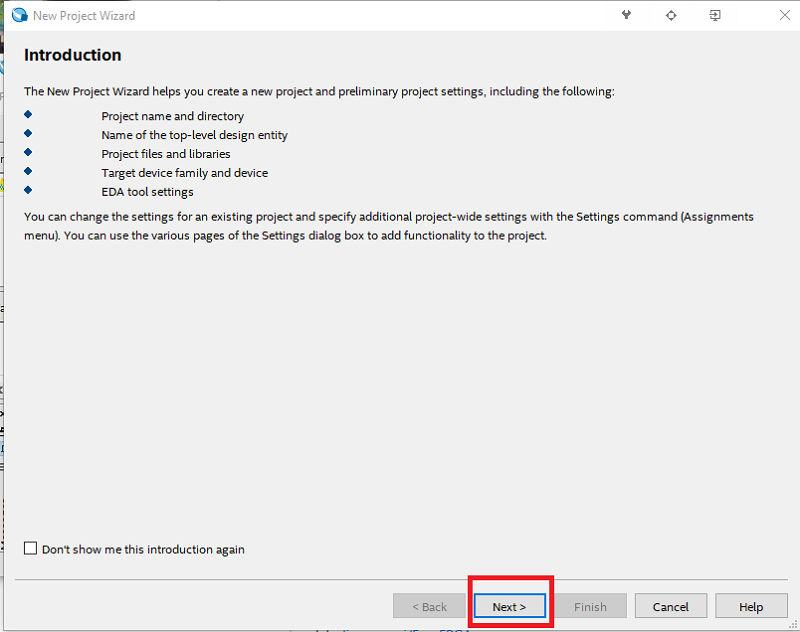 New Project Wizard
Introduction
The New Project Wizard helps you create a new project and preliminary project settings, including the following:
Project name and directory
Name of the top-level design entity
Project files and libraries
Target device family and device
EDA tool settings
You can change the settings for an existing project and specify additional project-wide settings with the Settings command (Assignments
menu). You can use the various pages of the Settings dialog box to add functionality to the project.
Don't show me this introduction again
< Back
Next >
Finish
Cancel
Help